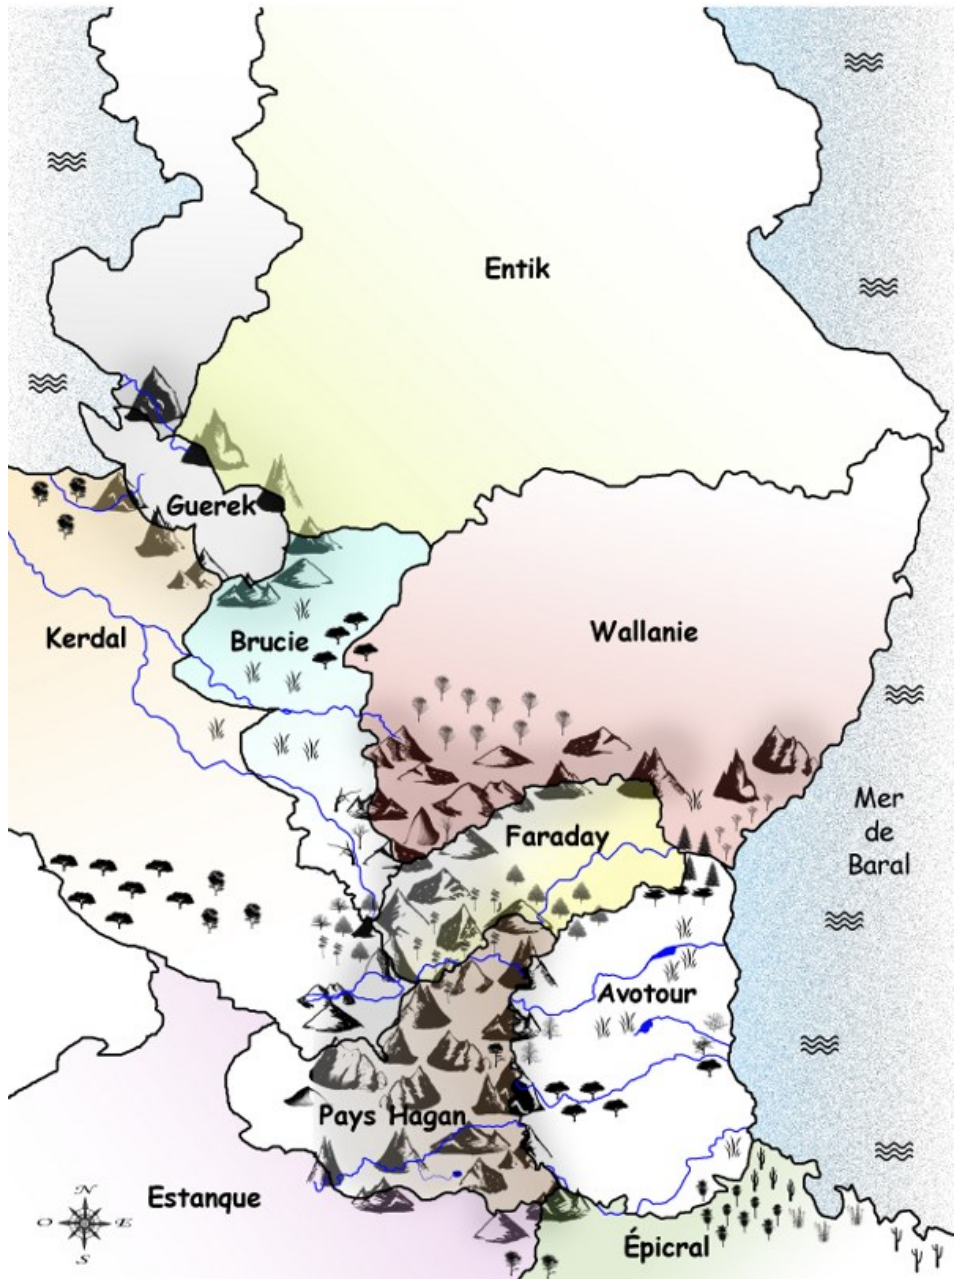 Entik
Guerek
Kerdal
Brucie
Wallanie
Faraday
Mer
de
Baral
Avotour
Pays Hagan
Estanque
Épicral
N
O E
S